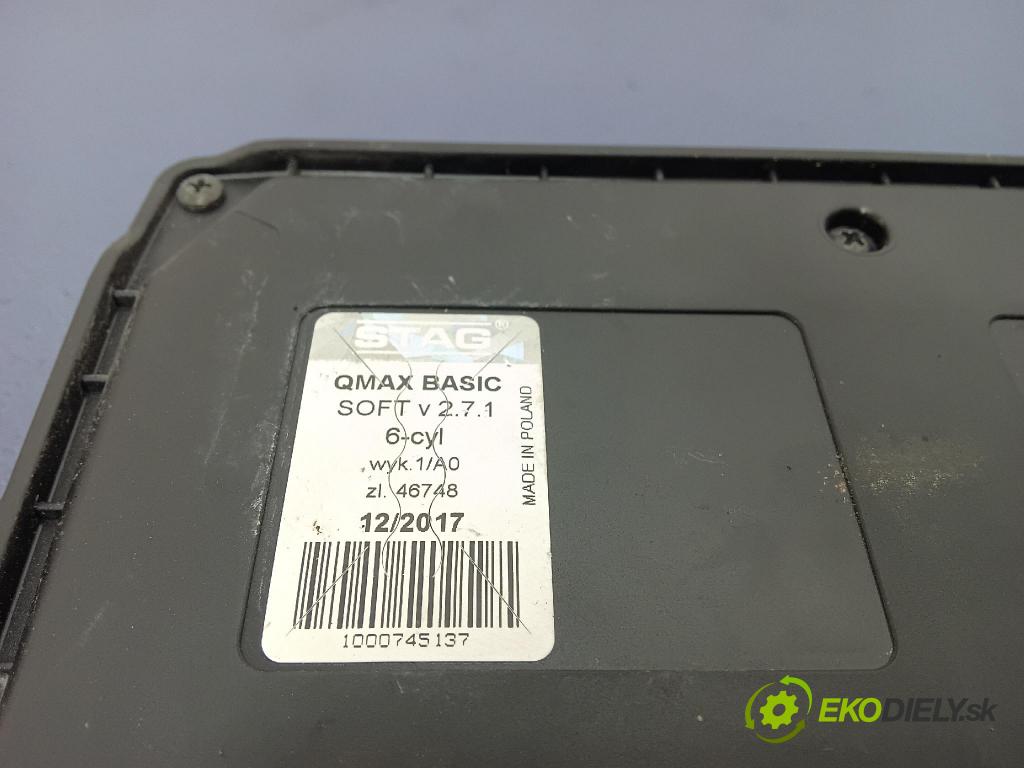 STAG®
QMAX BASIC
SOFT v 2.7.1
6-cyl
wyk.1/A0
zl. 46748
12/2017
1000745137
MADE IN POLAND
EKODIELY.sk